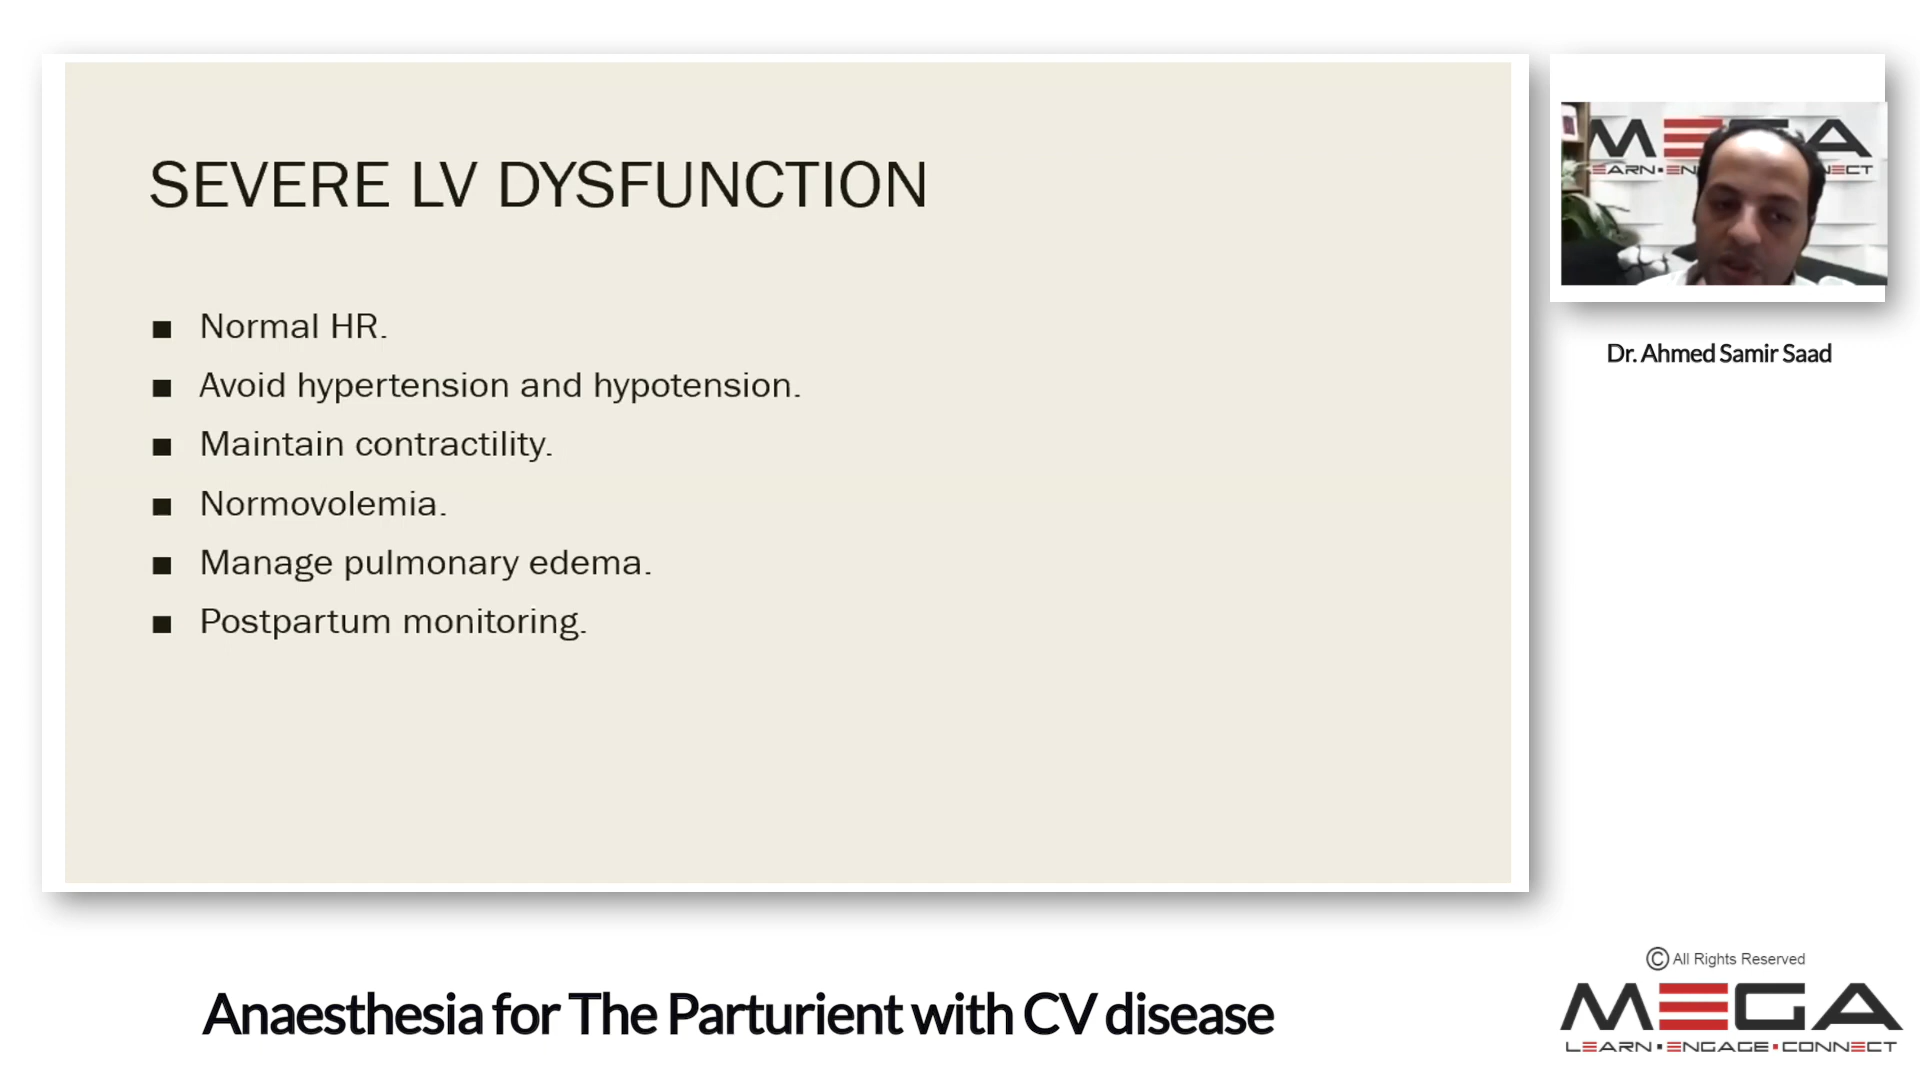 SEVERE LV DYSFUNCTION
■ Normal HR.
■ Avoid hypertension and hypotension.
■ Maintain contractility.
■ Normovolemia.
■ Manage pulmonary edema.
■ Postpartum monitoring.
Dr. Ahmed Samir Saad
Anaesthesia for The Parturient with CV disease
© All Rights Reserved
MEGA
LEARN▪ENGAGE▪CONNECT